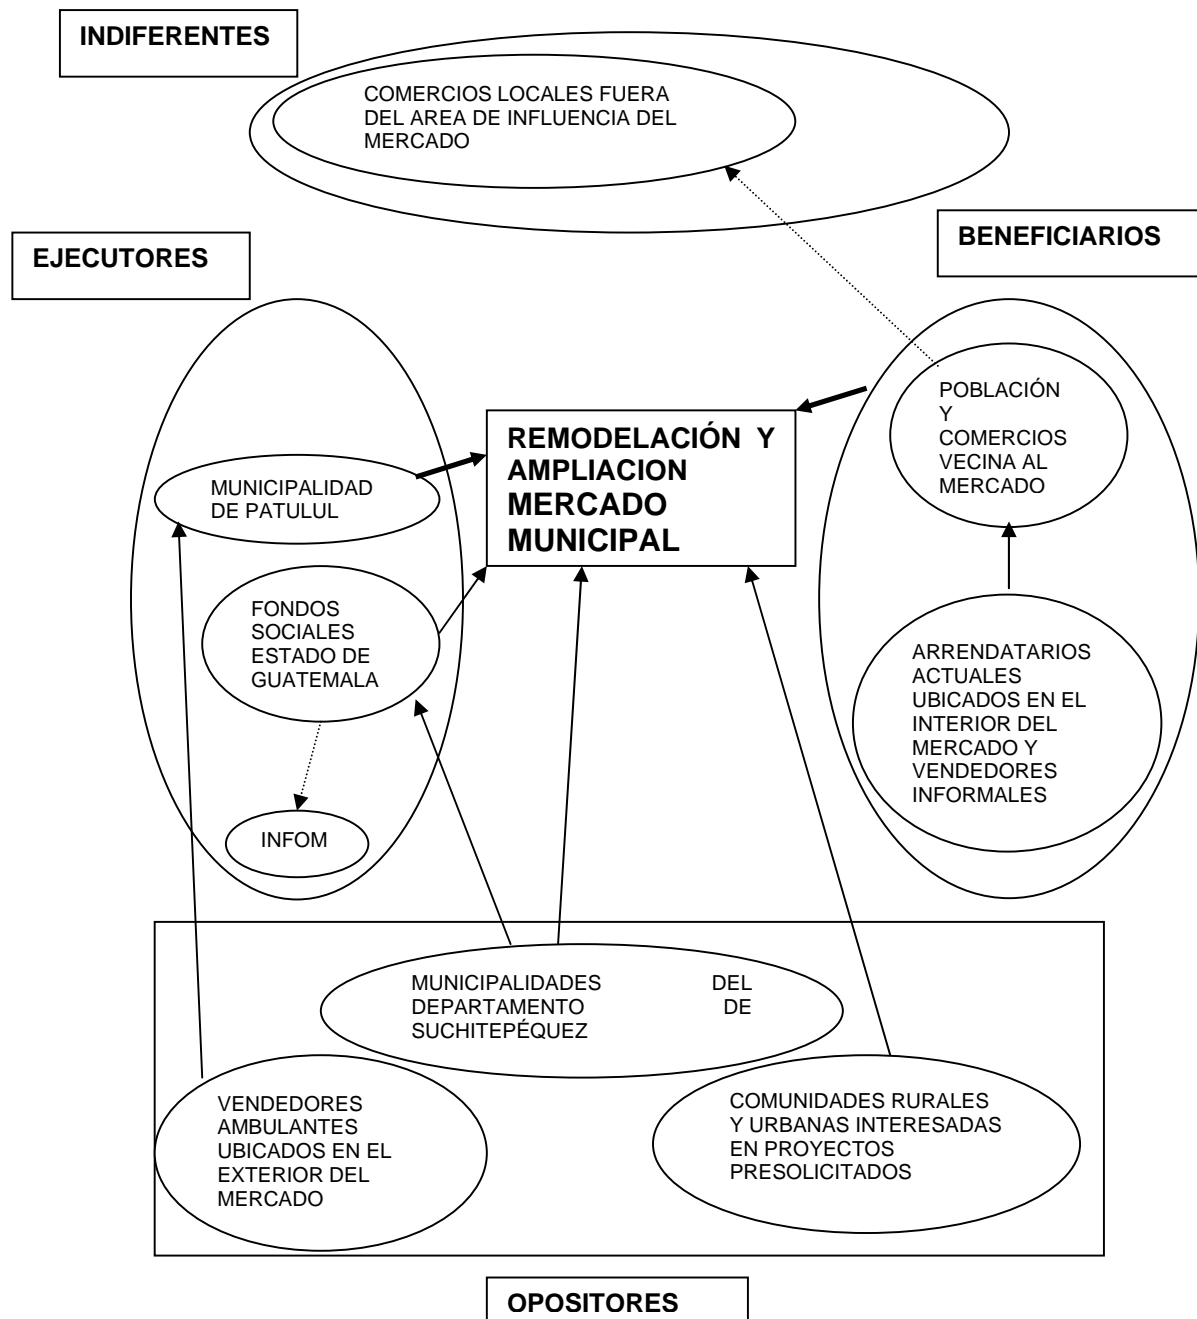 INDIFERENTES
COMERCIOS LOCALES FUERA
DEL AREA DE INFLUENCIA DEL
MERCADO
EJECUTORES
BENEFICIARIOS
MUNICIPALIDAD
DE PATULUL
FONDOS
SOCIALES
ESTADO DE
GUATEMALA
INFOM
REMODELACIÓN Y
AMPLIACION
MERCADO
MUNICIPAL
POBLACIÓN
Y
COMERCIOS
VECINA AL
MERCADO
ARRENDATARIOS
ACTUALES
UBICADOS EN EL
INTERIOR DEL
MERCADO Y
VENDEDORES
INFORMALES
MUNICIPALIDADES DEL
DEPARTAMENTO DE
SUCHITEPÉQUEZ
VENDEDORES
AMBULANTES
UBICADOS EN EL
EXTERIOR DEL
MERCADO
COMUNIDADES RURALES
Y URBANAS INTERESADAS
EN PROYECTOS
PRESOLICITADOS
OPOSITORES